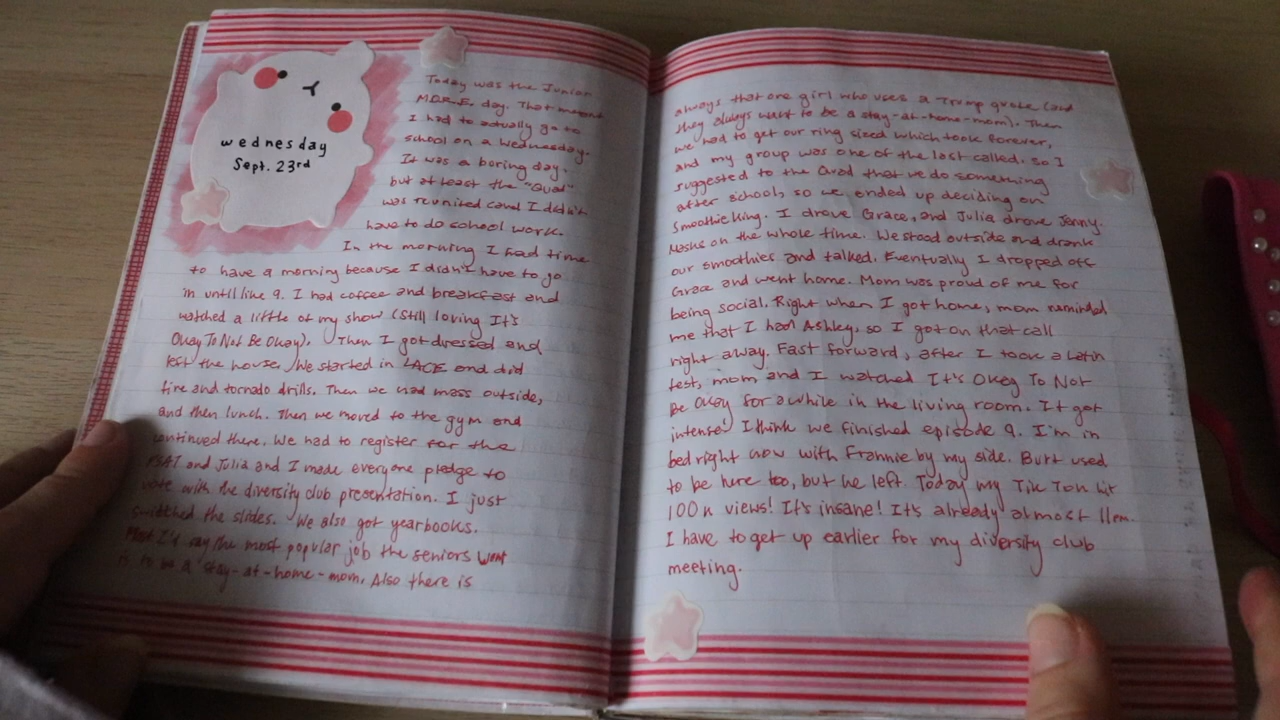 wednesday
Sept. 23rd
Today was the Junior
M.O.R.E. day. That meant
I had to actually go to
school on a Wednesday.
It was a boring day.
but at least the "Quad"
was reunited and I didn't
have to do school work.
In the morning I had time
to have a morning because I didn't have to go
in until like 9. I had coffee and breakfast and
watched a little of my show (still loving It's
Okay To Not Be Okay). Then I got dressed and
left the house. We started in and did
fire and tornado drills. Then we had mass outside,
and then lunch. Then we moved to the gym and
continued there. We had to register for the
PSAT and Julia and I made everyone pledge to
vote with the diversity club presentation. I just
switched the slides. We also got yearbooks.
I'd say the most popular job the seniors want
is to be a "stay-at-home-mom. Also there is
always that one girl who uses a Trump quote (and
they always want to be a stay-at-home-mom). Then
we had to get our ring sized which took forever,
and my group was one of the last called. So I
suggested to the Quad that we do something
after school, so we ended up deciding on
Smoothie King. I drove Grace, and Julia drove Jenny.
Masks on the whole time. We stood outside and drank
our smoothies and talked. Eventually I dropped off
Grace and went home. Mom was proud of me for
being social. Right when I got home, mom reminded
me that I had Ashley, so I got on that call
right away. Fast forward, after I took a Latin
test, mom and I watched It's Okay To Not
Be Okay for awhile in the living room. It got
intense! I think we finished episode 9. I'm in
bed right now with Frannie by my side. Burt used
to be here too, but he left. Today my Tik Tok hit
100k views! It's insane! It's already almost 11pm.
I have to get up earlier for my diversity club
meeting.